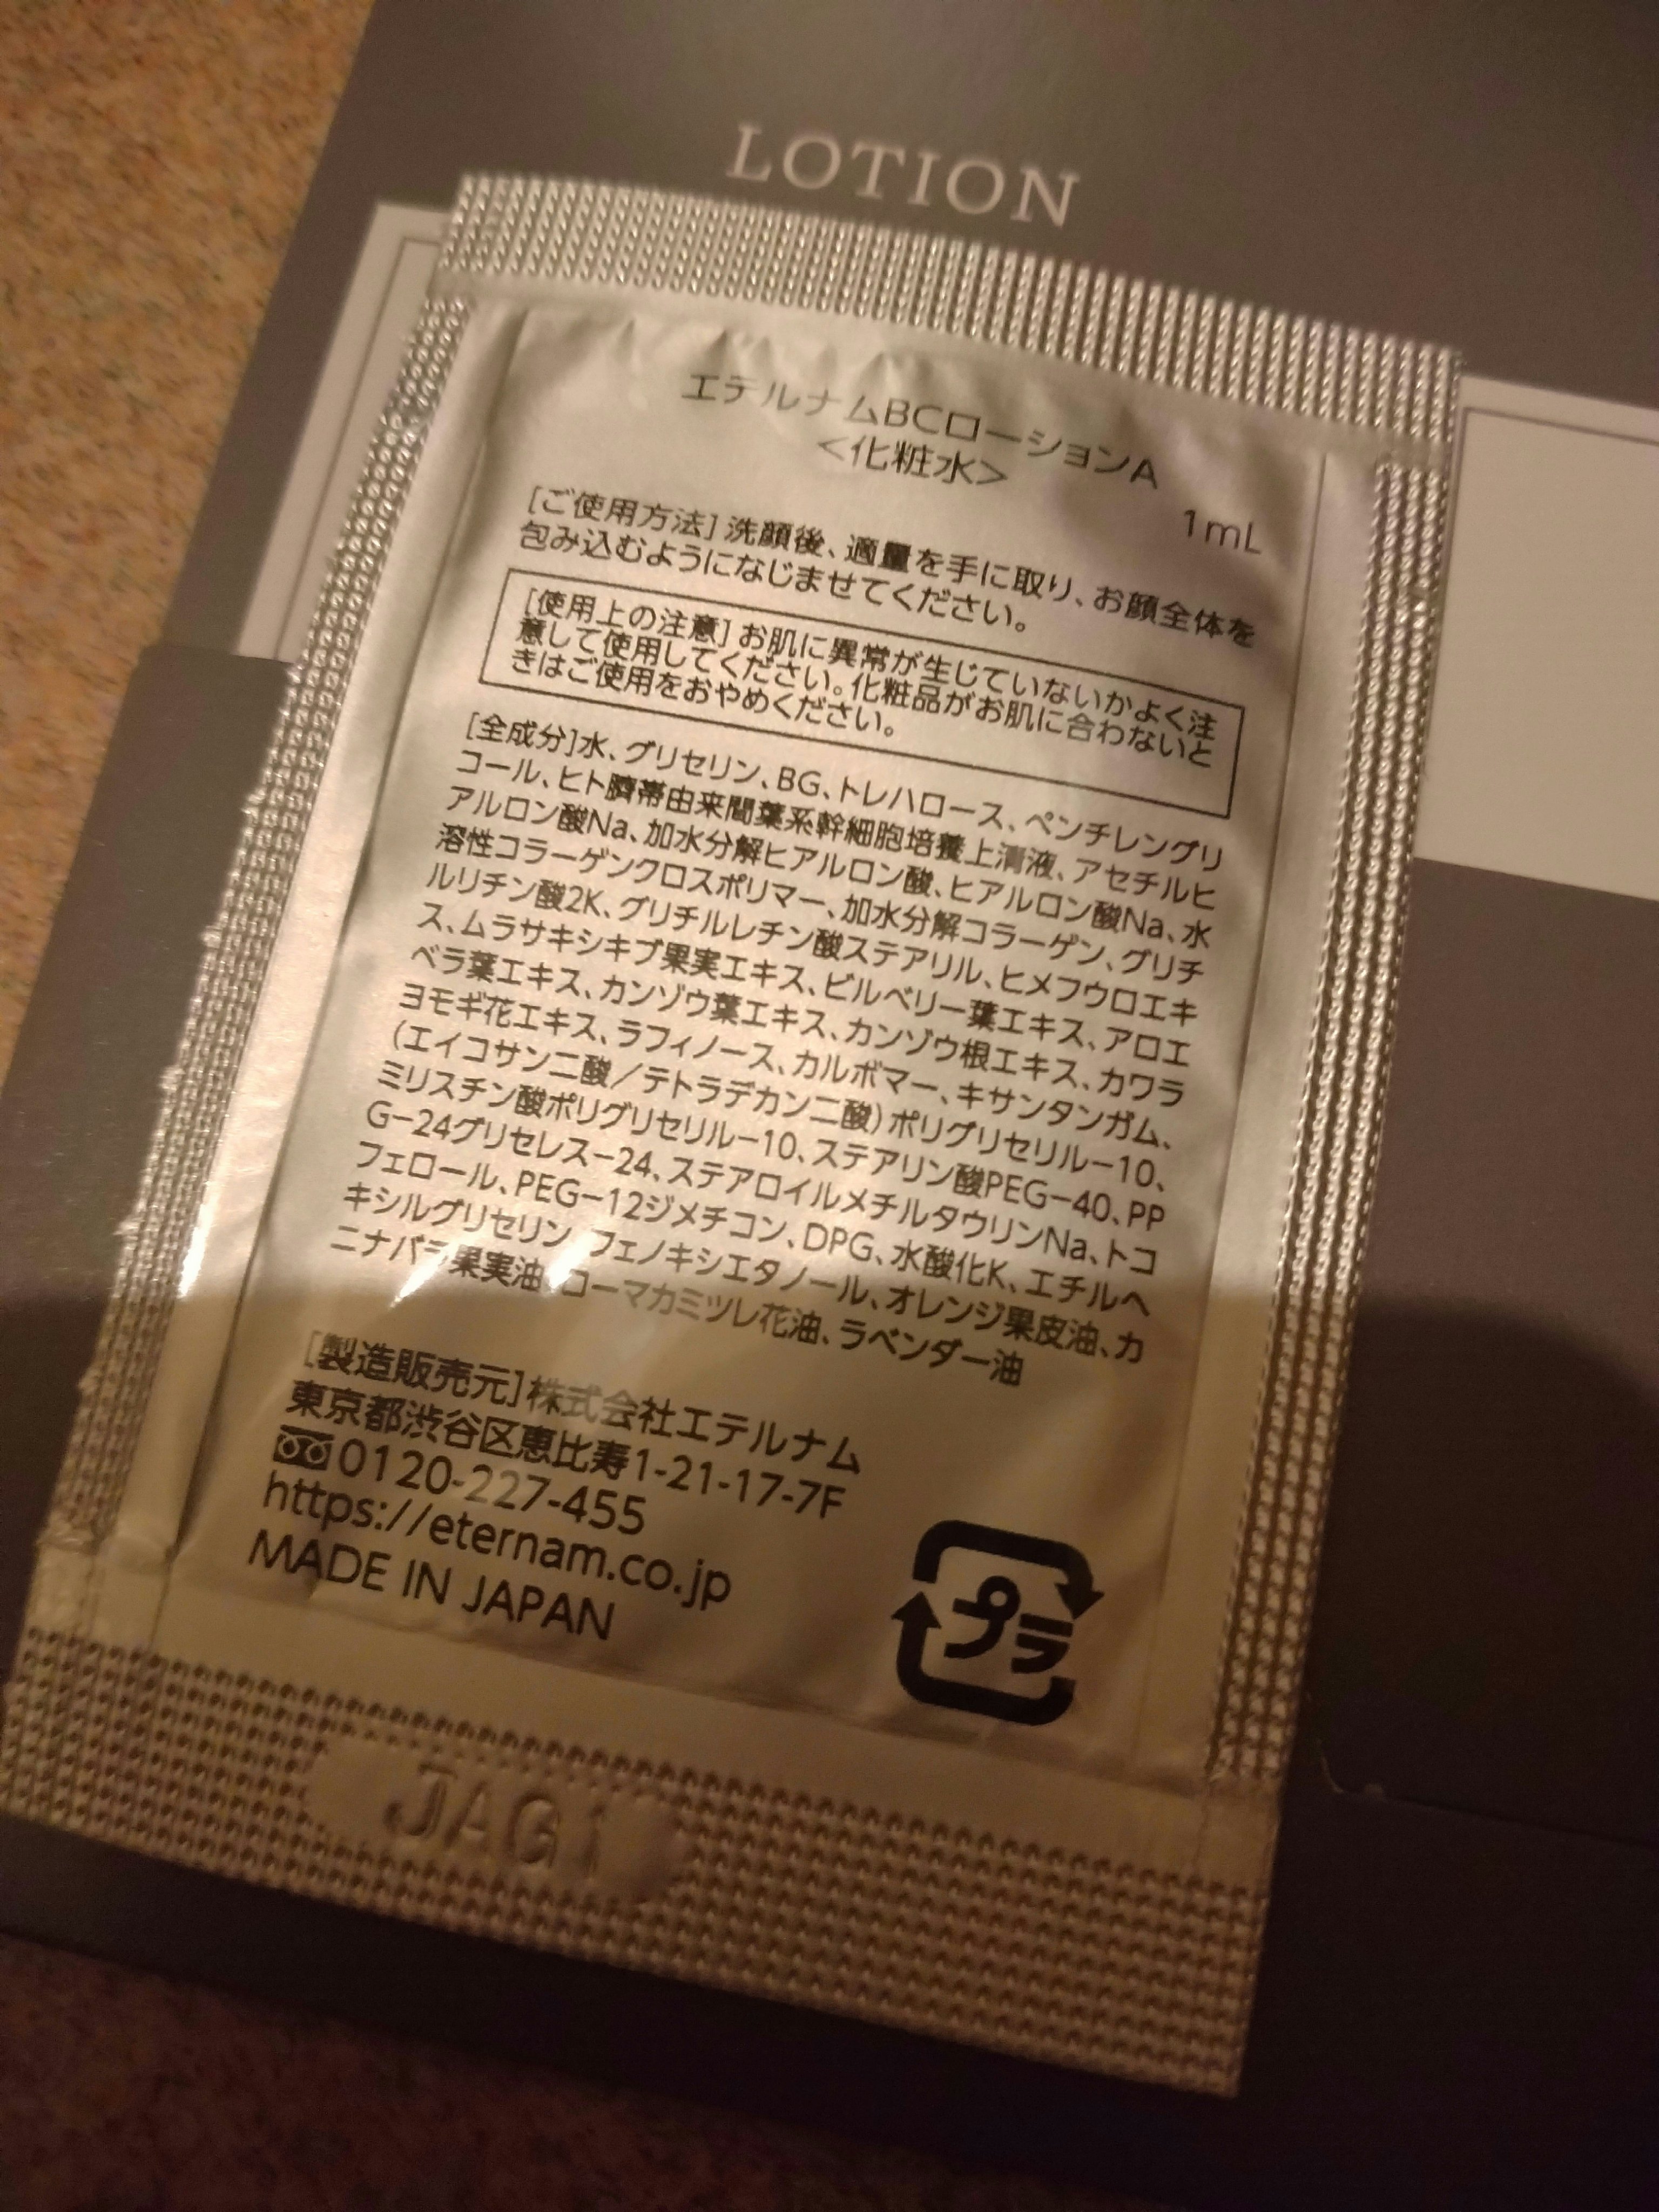 LOTION
エテルナムBCローションA
<化粧水>
1mL
[ご使用方法]洗顔後、適量を手に取り、お顔全体を
包み込むようになじませてください。
[使用上の注意]お肌に異常が生じていないかよく注
意して使用してください。化粧品がお肌に合わないと
きはご使用をおやめください。
[全成分]水、グリセリン、BG、トレハロース、ペンチレングリ
コール、ヒト臍帯由来間葉系幹細胞培養上清液、アセチルヒ
アルロン酸Na、加水分解ヒアルロン酸、ヒアルロン酸Na、水
溶性コラーゲンクロスポリマー、加水分解コラーゲン、グリチ
ルリチン酸2K、グリチルレチン酸ステアリル、ヒメフウロエキ
ス、ムラサキシキブ果実エキス、ビルベリー葉エキス、アロエ
ベラ葉エキス、カンゾウ葉エキス、カンゾウ根エキス、カワラ
ヨモギ花エキス、ラフィノース、カルボマー、キサンタンガム、
(エイコサン二酸/テトラデカン二酸)ポリグリセリル-10、
ミリスチン酸ポリグリセリル-10、ステアリン酸PEG-40、PP
G-24グリセレス-24、ステアロイルメチルタウリンNa、トコ
フェロール、PEG-12ジメチコン、DPG、水酸化K、エチルヘ
キシルグリセリン、フェノキシエタノール、オレンジ果皮油、カ
ニナバラ果実油、ローマカミツレ花油、ラベンダー油
[製造販売元]株式会社エテルナム
東京都渋谷区恵比寿1-21-17-7F
0120-227-455
https://eternam.co.jp
MADE IN JAPAN
プラ
JAG1